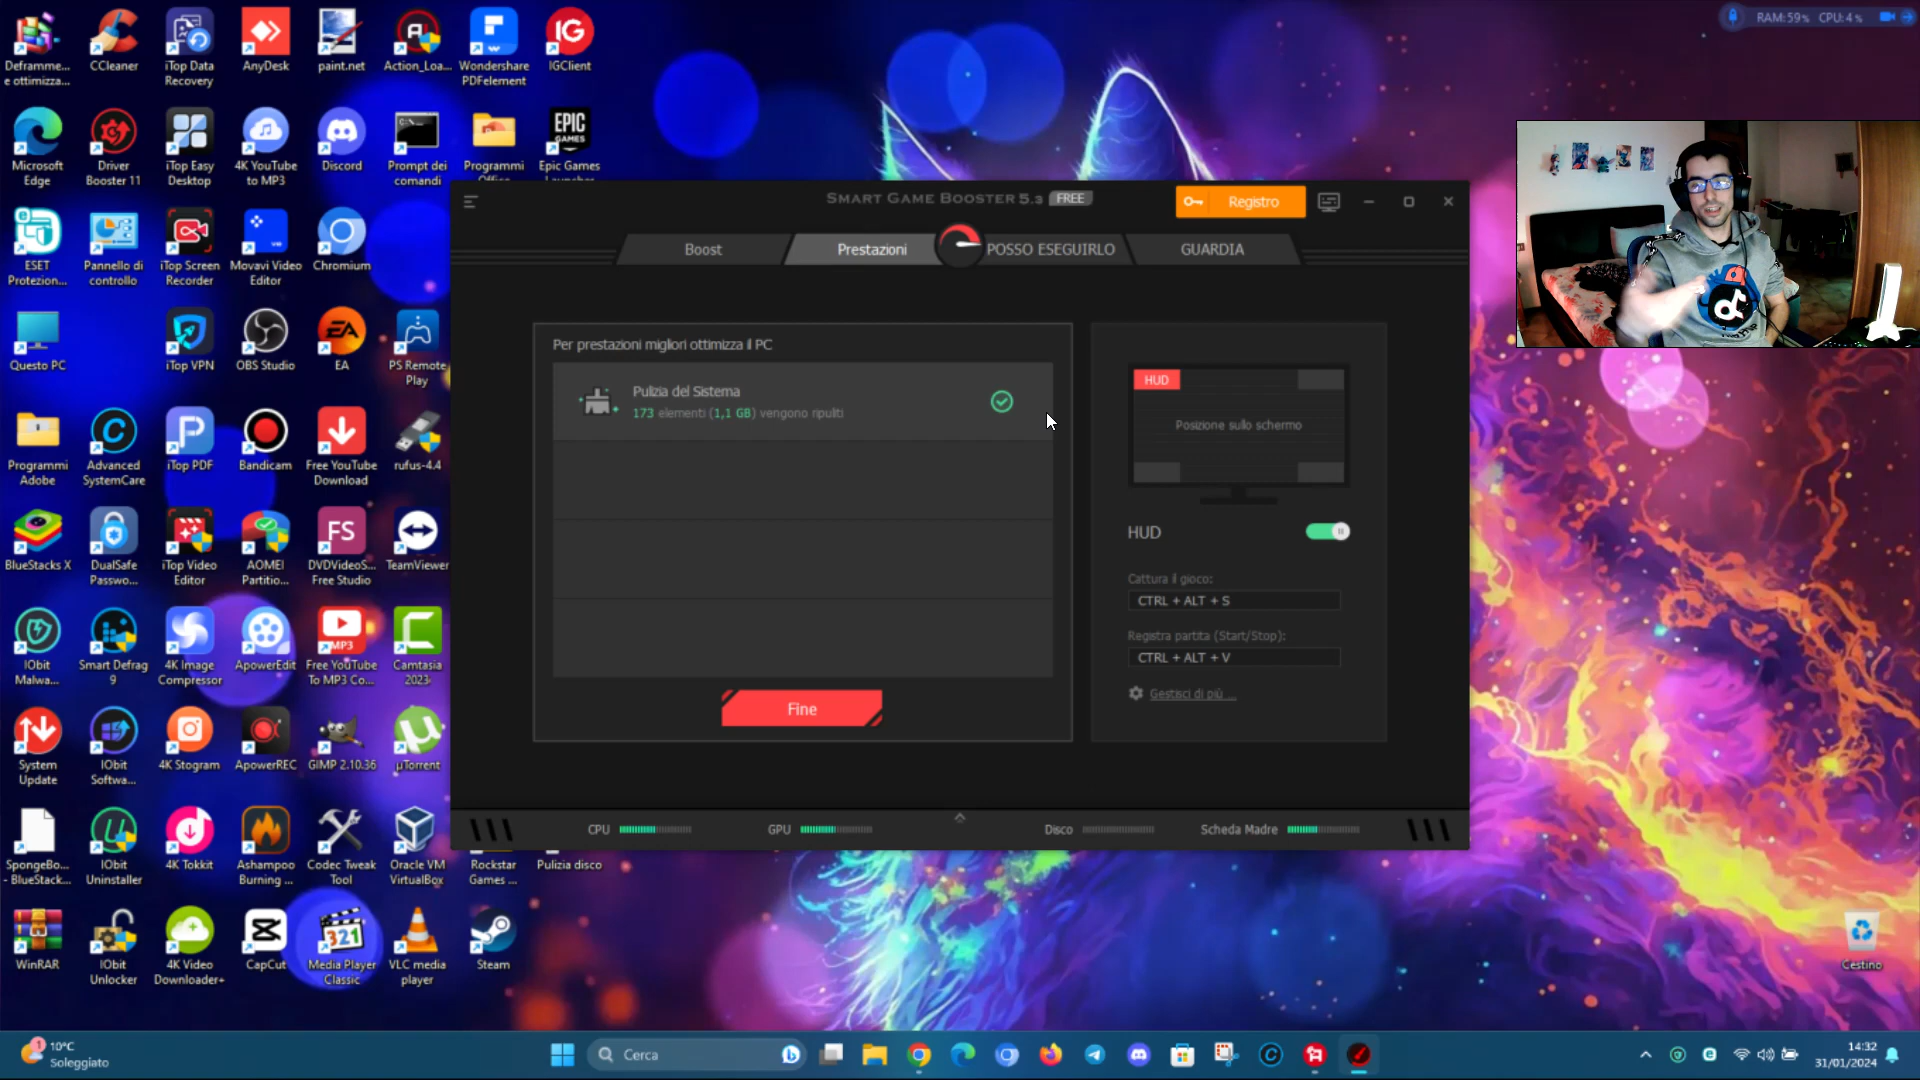 RAM:59% CPU:4%
Deframme...
e ottimizza...
CCleaner
iTop Data
Recovery
AnyDesk
paint.net
Action_Loa...
Wondershare
PDFelement
IG
IGClient
Microsoft
Edge
Driver
Booster 11
iTop Easy
Desktop
4K YouTube
to MP3
Discord
Prompt dei
comandi
Programmi
EPIC
GAMES
Epic Games
ESET
Protezion...
Pannello di
controllo
iTop Screen
Recorder
Movavi Video
Editor
Chromium
Questo PC
iTop VPN
OBS Studio
EA
EA
PS Remote
Play
Programmi
Adobe
Advanced
SystemCare
iTop PDF
Bandicam
Free YouTube
Download
rufus-4.4
BlueStacks X
DualSafe
Passwo...
iTop Video
Editor
AOMEI
Partitio...
FS
DVDVideoS...
Free Studio
TeamViewer
IObit
Malwa...
Smart Defrag
9
4K Image
Compressor
ApowerEdit
MP3
Free YouTube
To MP3 Co...
Camtasia
2023
System
Update
IObit
Softwa...
4K Stogram
ApowerREC
GIMP 2.10.36
µTorrent
SpongeBo...
- BlueStack...
IObit
Uninstaller
4K Tokkit
Ashampoo
Burning ...
Codec Tweak
Tool
Oracle VM
VirtualBox
Rockstar
Games ...
Pulizia disco
WinRAR
IObit
Unlocker
4K Video
Downloader+
CapCut
321
Media Player
Classic
VLC media
player
Steam
Cestino
SMART GAME BOOSTER 5.3 FREE
Registro
Boost
Prestazioni
POSSO ESEGUIRLO
GUARDIA
Per prestazioni migliori ottimizza il PC
Pulizia del Sistema
173 elementi (1,1 GB) vengono ripuliti
Fine
HUD
Posizione sullo schermo
HUD
Cattura il gioco:
CTRL + ALT + S
Registra partita (Start/Stop):
CTRL + ALT + V
Gestisci di più ...
CPU
GPU
Disco
Scheda Madre
1
10°C
Soleggiato
Cerca
14:32
31/01/2024